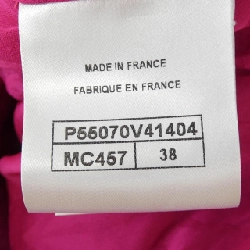 MADE IN FRANCE
FABRIQUE EN FRANCE
P55070V41404
MC457 38